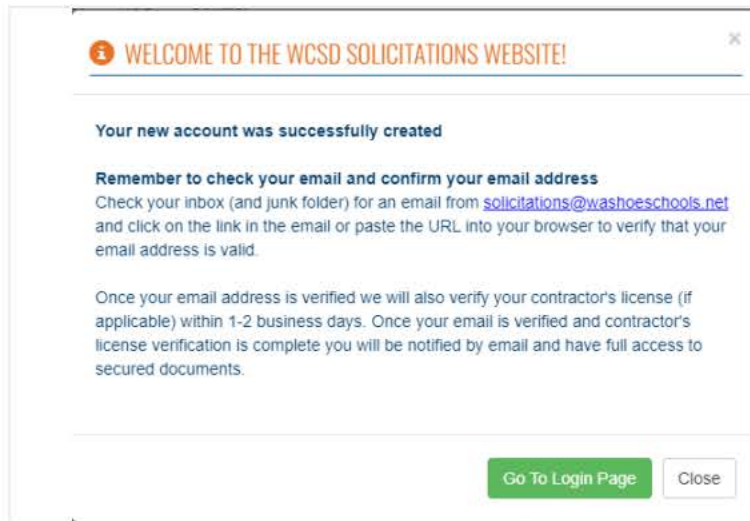 WELCOME TO THE WCSD SOLICITATIONS WEBSITE!
Your new account was successfully created
Remember to check your email and confirm your email address
Check your inbox (and junk folder) for an email from solicitations@washoeschools.net
and click on the link in the email or paste the URL into your browser to verify that your
email address is valid.
Once your email address is verified we will also verify your contractor's license (if
applicable) within 1-2 business days. Once your email is verified and contractor's
license verification is complete you will be notified by email and have full access to
secured documents.
Go To Login Page Close